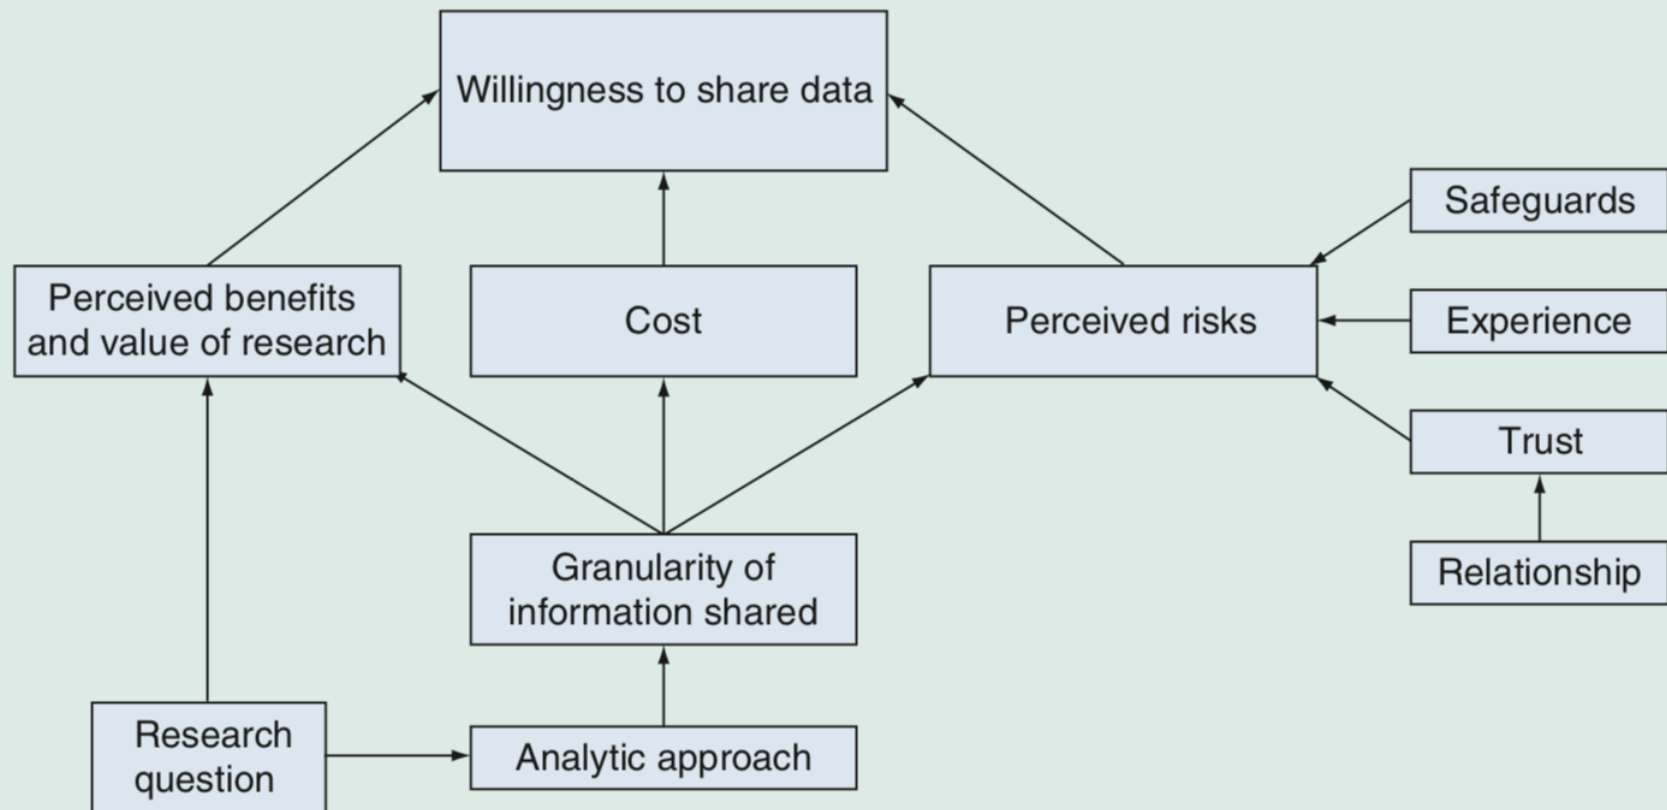 Willingness to share data
Safeguards
Perceived benefits
and value of research
Cost
Perceived risks
Experience
Trust
Granularity of
information shared
Relationship
Research
question
Analytic approach